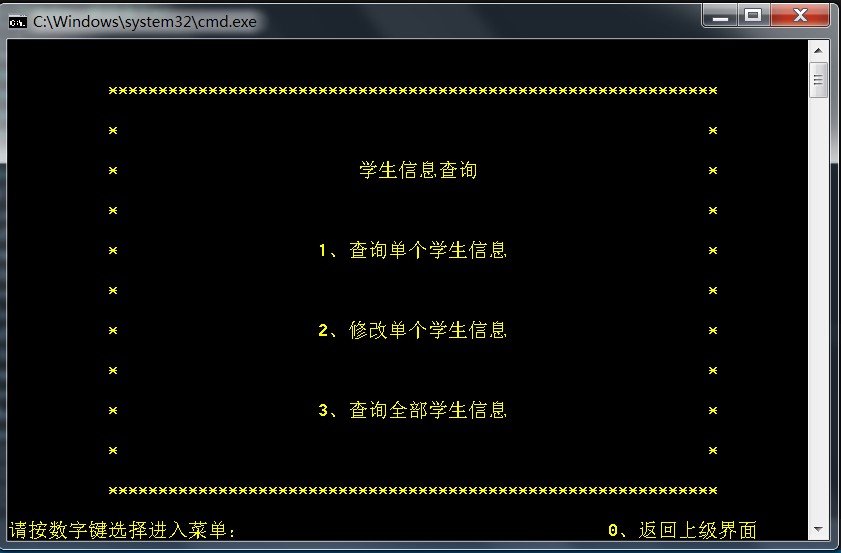 C:\Windows\system32\cmd.exe
*************************************************************
* *
* 学生信息查询 *
* *
* 1、查询单个学生信息 *
* *
* 2、修改单个学生信息 *
* *
* 3、查询全部学生信息 *
* *
*************************************************************
请按数字键选择进入菜单: 0、返回上级界面